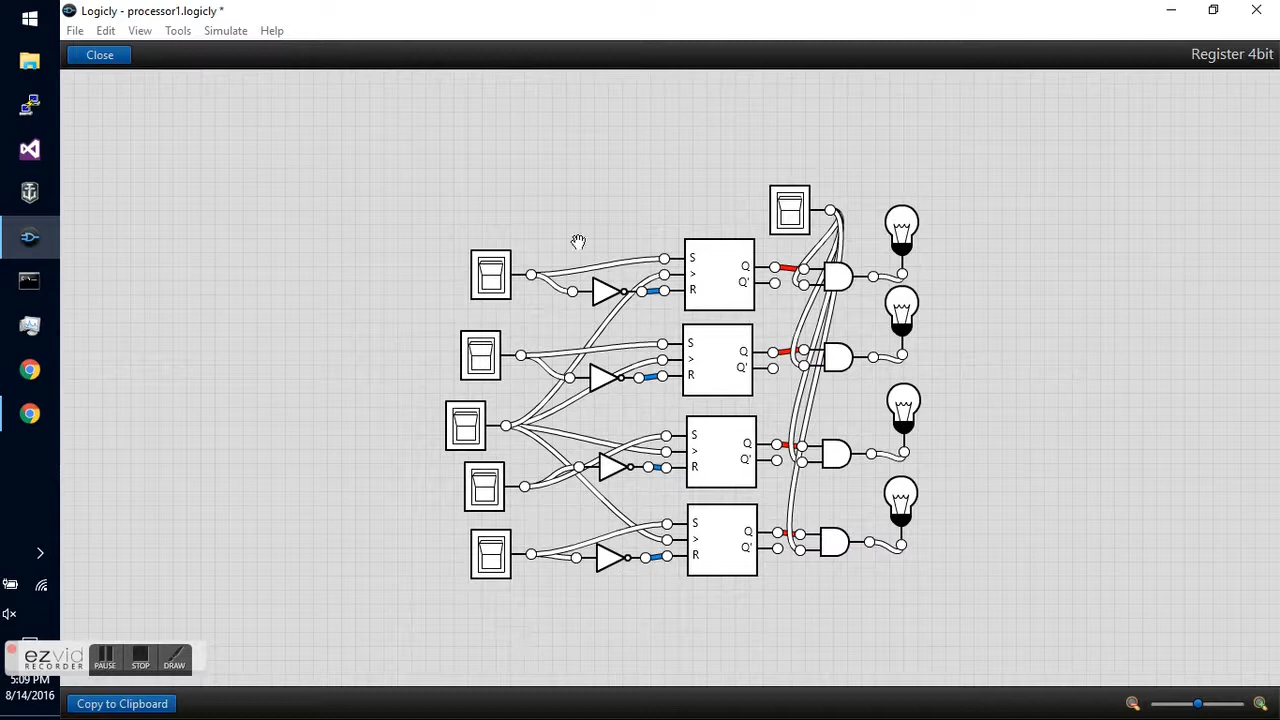 Logicly - processor1.logicly *
File Edit View Tools Simulate Help
Close
Register 4bit
S
>
R
Q
Q'
S
>
R
Q
Q'
S
>
R
Q
Q'
S
>
R
Q
Q'
ezvid
RECORDER
PAUSE STOP DRAW
5:09 PM
8/14/2016
Copy to Clipboard